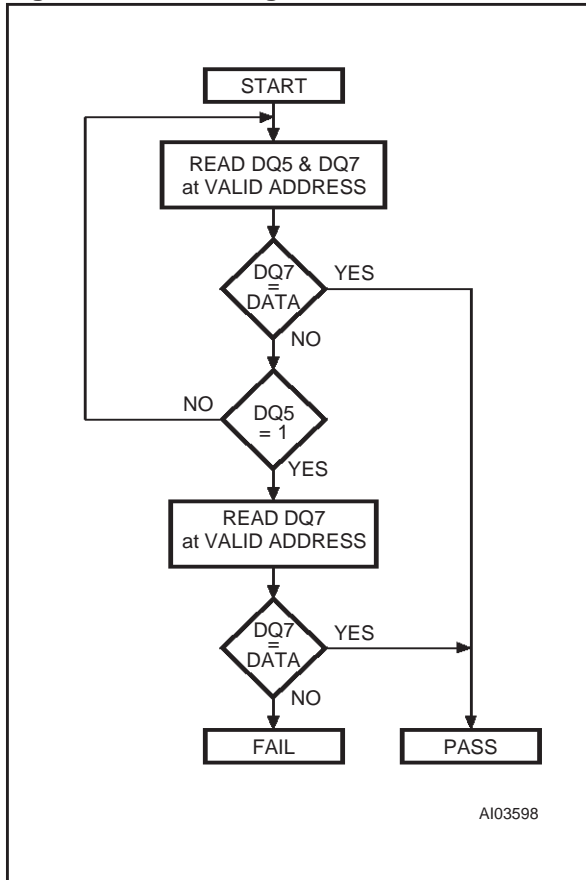 START
READ DQ5 & DQ7
at VALID ADDRESS
DQ7
=
DATA
YES
NO
NO
DQ5
= 1
YES
READ DQ7
at VALID ADDRESS
DQ7
=
DATA
YES
NO
FAIL
PASS
AI03598